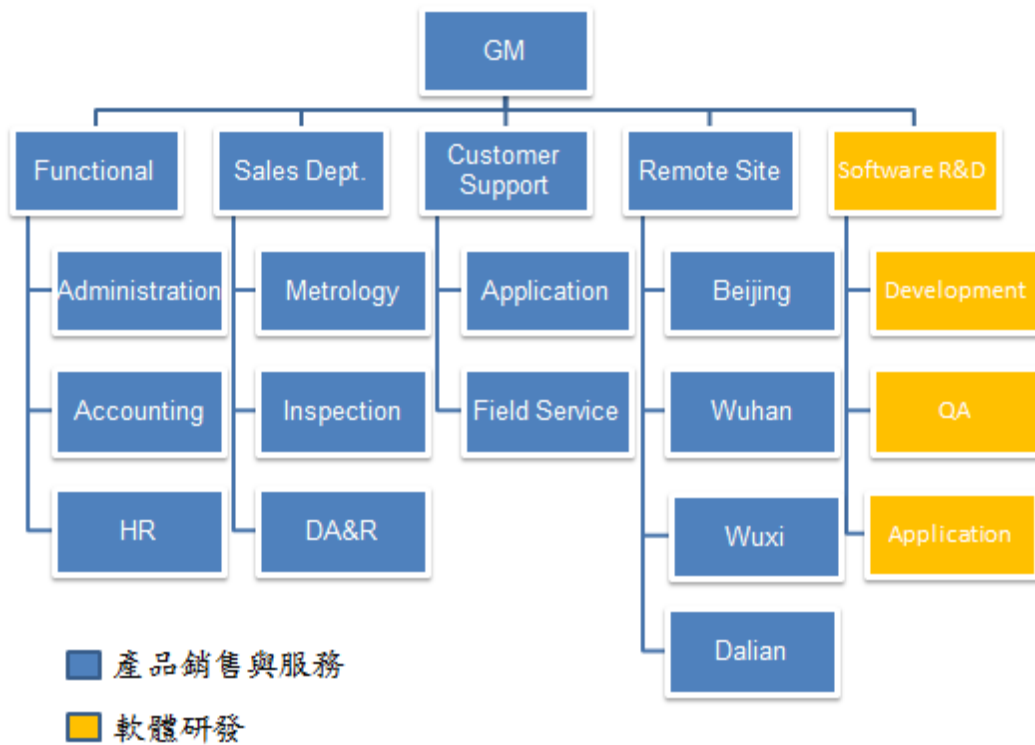 GM
Functional
Sales Dept.
Customer
Support
Remote Site
Software R&D
Administration
Metrology
Application
Beijing
Development
Accounting
Inspection
Field Service
Wuhan
QA
HR
DA&R
Wuxi
Application
Dalian
產品銷售與服務
軟體研發